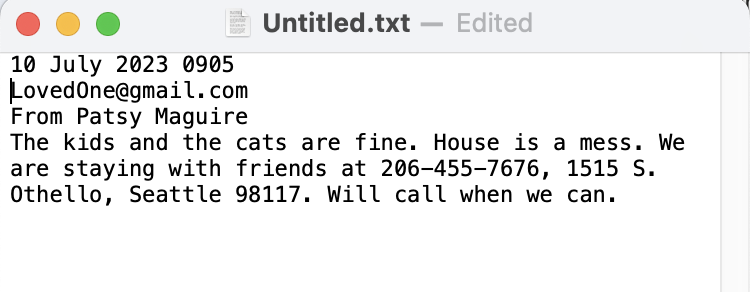 Untitled.txt — Edited
10 July 2023 0905
LovedOne@gmail.com
From Patsy Maguire
The kids and the cats are fine. House is a mess. We
are staying with friends at 206-455-7676, 1515 S.
Othello, Seattle 98117. Will call when we can.